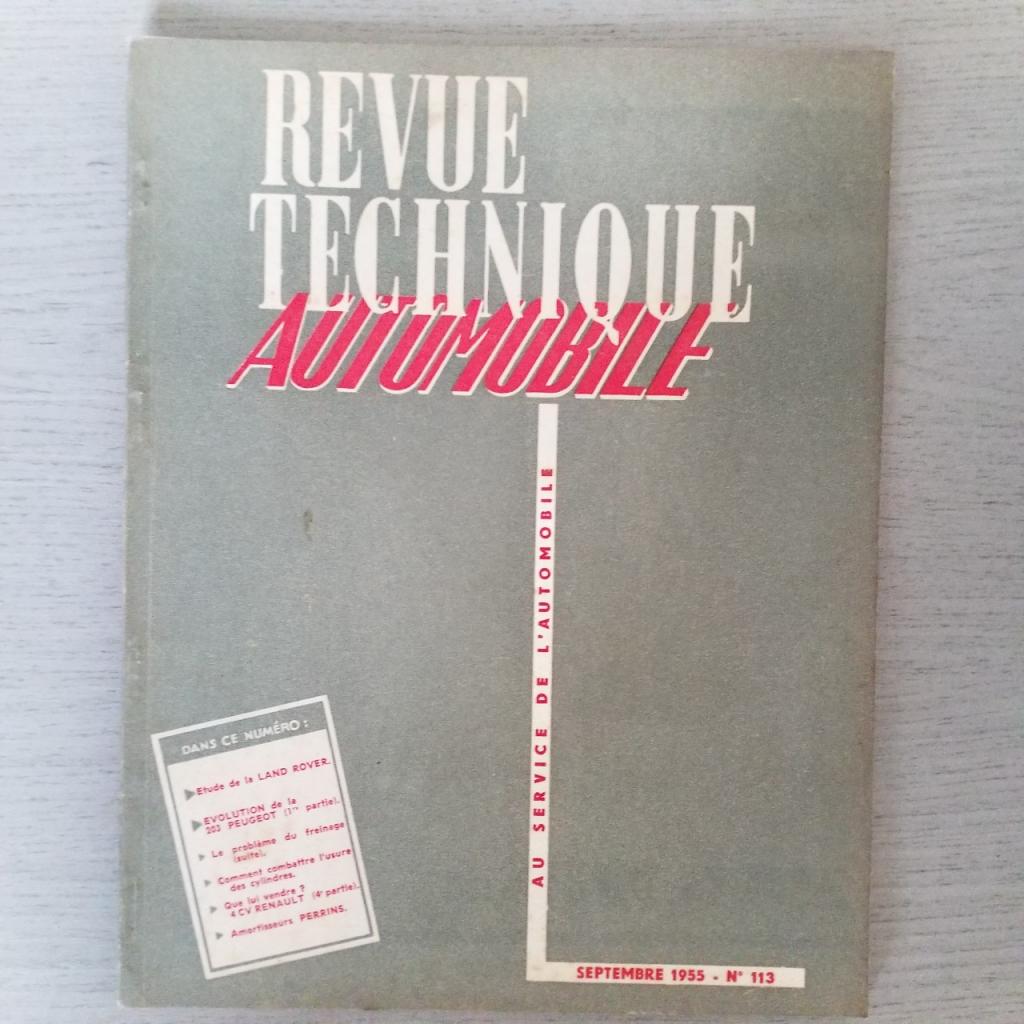 REVUE
TECHNIQUE
AUTOMOBILE
AU SERVICE DE L'AUTOMOBILE
DANS CE NUMÉRO :
Etude de la LAND ROVER.
EVOLUTION de la
203 PEUGEOT (1re partie).
Le problème du freinage
(suite).
Comment combattre l'usure
des cylindres.
Que lui vendre ?
4 CV RENAULT (4e partie).
Amortisseurs PERRINS.
SEPTEMBRE 1955 - N° 113